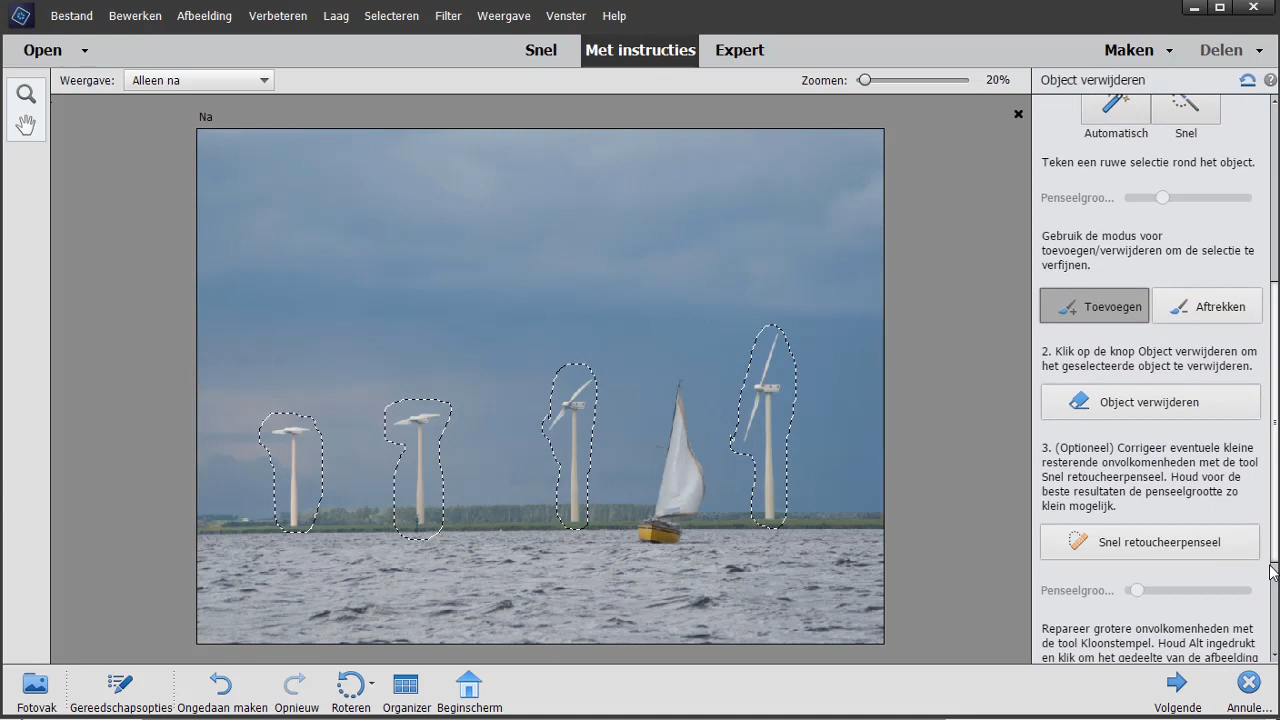 Bestand Bewerken Afbeelding Verbeteren Laag Selecteren Filter Weergave Venster Help
Open Snel Met instructies Expert Maken Delen
Weergave: Alleen na Zoomen: 20% Object verwijderen
Na
Automatisch Snel
Teken een ruwe selectie rond het object.
Penseelgroo...
Gebruik de modus voor
toevoegen/verwijderen om de selectie te
verfijnen.
Toevoegen Aftrekken
2. Klik op de knop Object verwijderen om
het geselecteerde object te verwijderen.
Object verwijderen
3. (Optioneel) Corrigeer eventuele kleine
resterende onvolkomenheden met de tool
Snel retoucheerpenseel. Houd voor de
beste resultaten de penseelgrootte zo
klein mogelijk.
Snel retoucheerpenseel
Penseelgroo...
Repareer grotere onvolkomenheden met
de tool Kloonstempel. Houd Alt ingedrukt
en klik om het gedeelte van de afbeelding
Fotovak Gereedschapsopties Ongedaan maken Opnieuw Roteren Organizer Beginscherm Volgende Annule...